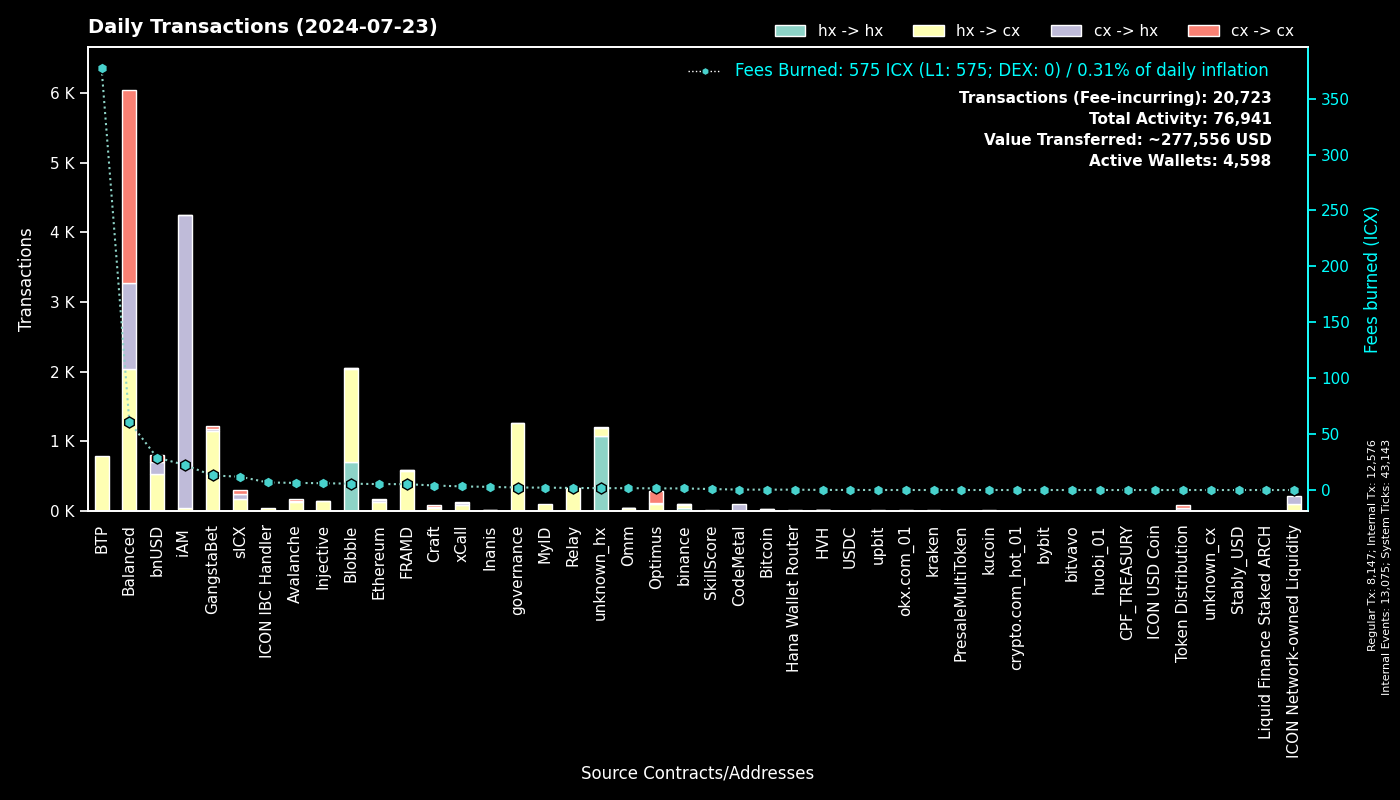 Daily Transactions (2024-07-23)
hx -> hx
hx -> cx
cx -> hx
cx -> cx
Fees Burned: 575 ICX (L1: 575; DEX: 0) / 0.31% of daily inflation
Transactions (Fee-incurring): 20,723
Total Activity: 76,941
Value Transferred: ~277,556 USD
Active Wallets: 4,598
Transactions
6 K
5 K
4 K
3 K
2 K
1 K
0 K
350
300
250
200
150
100
50
0
Fees burned (ICX)
BTP
Balanced
bnUSD
iAM
GangstaBet
sICX
ICON IBC Handler
Avalanche
Injective
Blobble
Ethereum
FRAMD
Craft
xCall
Inanis
governance
MyID
Relay
unknown_hx
Omm
Optimus
binance
SkillScore
CodeMetal
Bitcoin
Hana Wallet Router
HVH
USDC
upbit
okx.com_01
kraken
PresaleMultiToken
kucoin
crypto.com_hot_01
bybit
bitvavo
huobi_01
CPF_TREASURY
ICON USD Coin
Token Distribution
unknown_cx
Stably_USD
Liquid Finance Staked ARCH
ICON Network-owned Liquidity
Source Contracts/Addresses
Regular Tx: 8,147; Internal Tx: 12,576
Internal Events: 13,075; System Ticks: 43,143